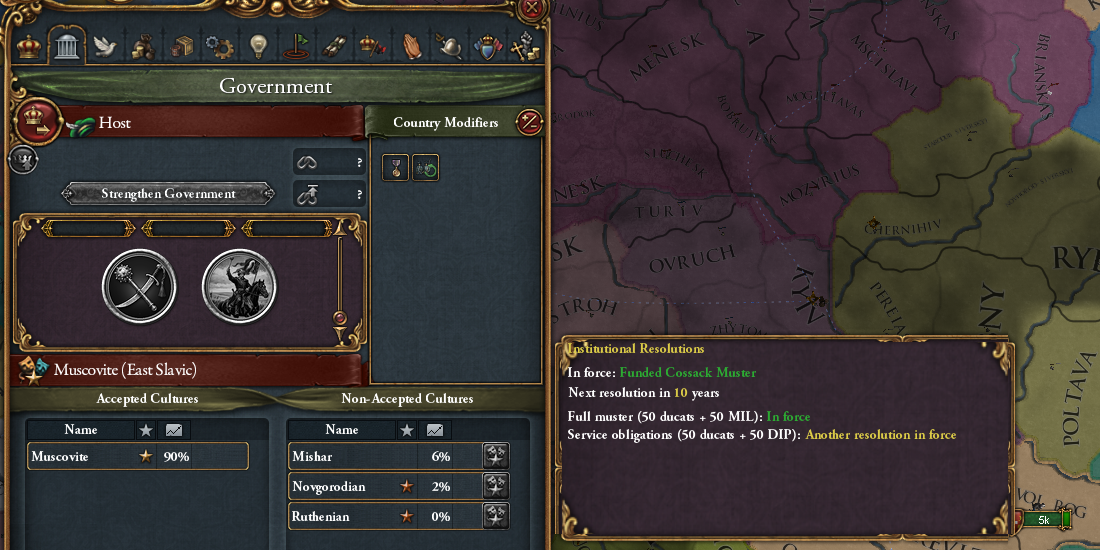 Government
Host
Country Modifiers
?
Strengthen Government
?
Muscovite (East Slavic)
Accepted Cultures
Non-Accepted Cultures
Name
Name
Muscovite 90%
Mishar 6%
Novgorodian 2%
Ruthenian 0%
MENESK
MSCISLAVL
BRIANSK
MOZYRIUS
TURIV
OVRUCH
CHERNIHIV
POLTAVA
Institutional Resolutions
In force: Funded Cossack Muster
Next resolution in 10 years
Full muster (50 ducats + 50 MIL): In force
Service obligations (50 ducats + 50 DIP): Another resolution in force
5k